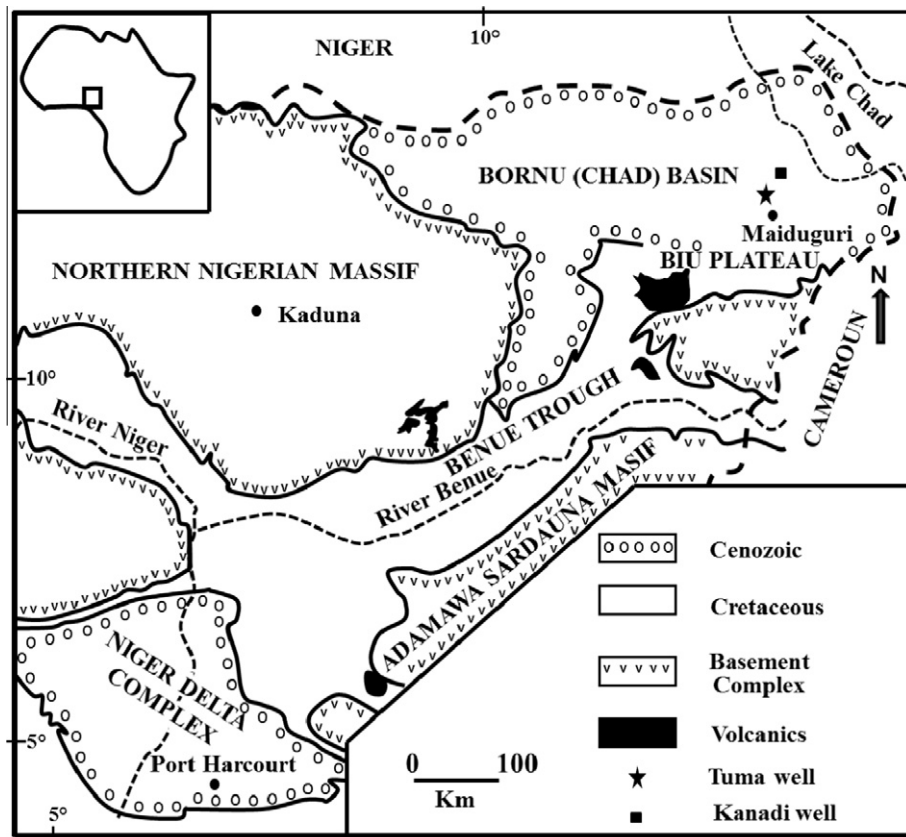 10°
NIGER
Lake Chad
BORNU (CHAD) BASIN
Maiduguri
BIU PLATEAU
NORTHERN NIGERIAN MASSIF
Kaduna
N
CAMEROUN
10°
River Niger
BENUE TROUGH
River Benue
ADAMAWA SARDAUNA MASIF
NIGER DELTA
COMPLEX
Port Harcourt
5°
5°
0 100
Km
Cenozoic
Cretaceous
Basement
Complex
Volcanics
Tuma well
Kanadi well